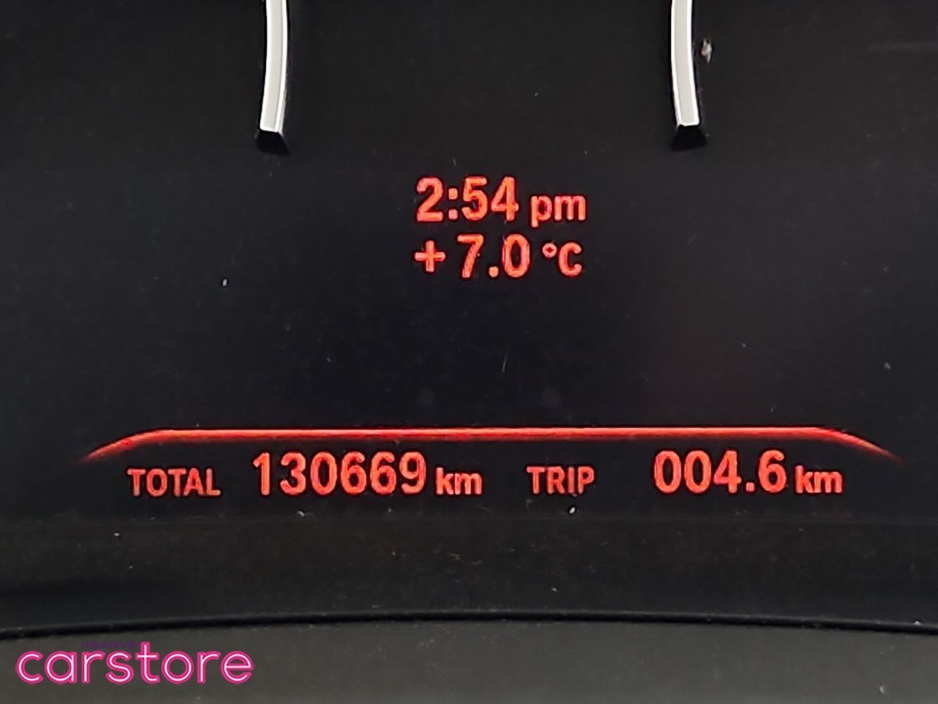 2:54 pm
+7.0 °C
TOTAL 130669 km TRIP 004.6 km
carstore